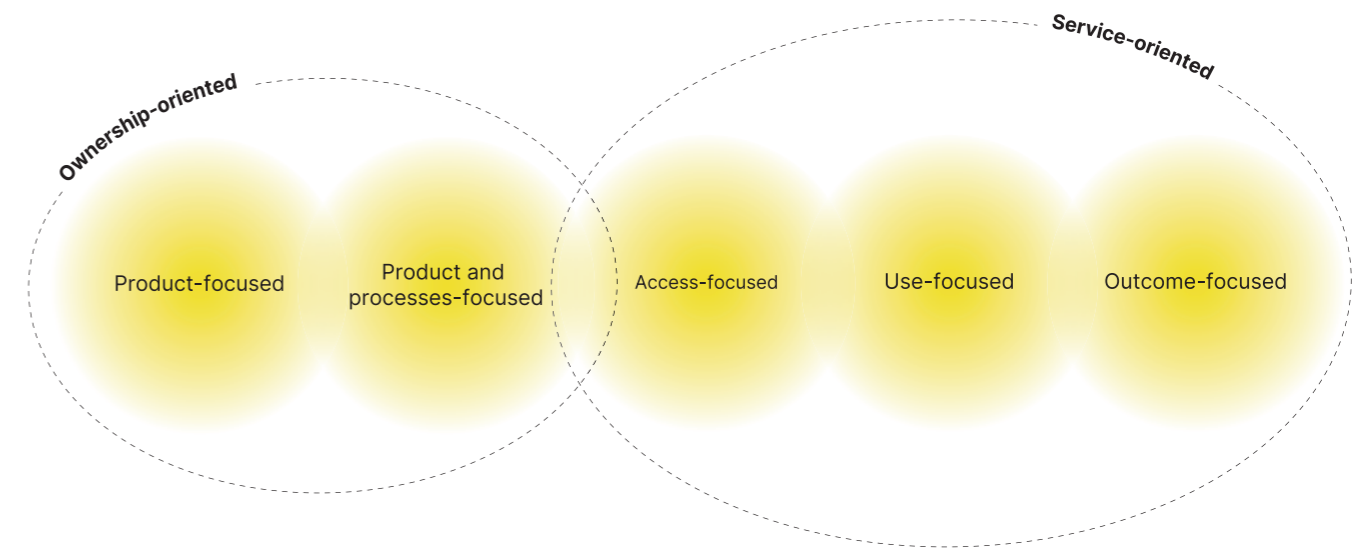 Ownership-oriented
Service-oriented
Product-focused
Product and
processes-focused
Access-focused
Use-focused
Outcome-focused